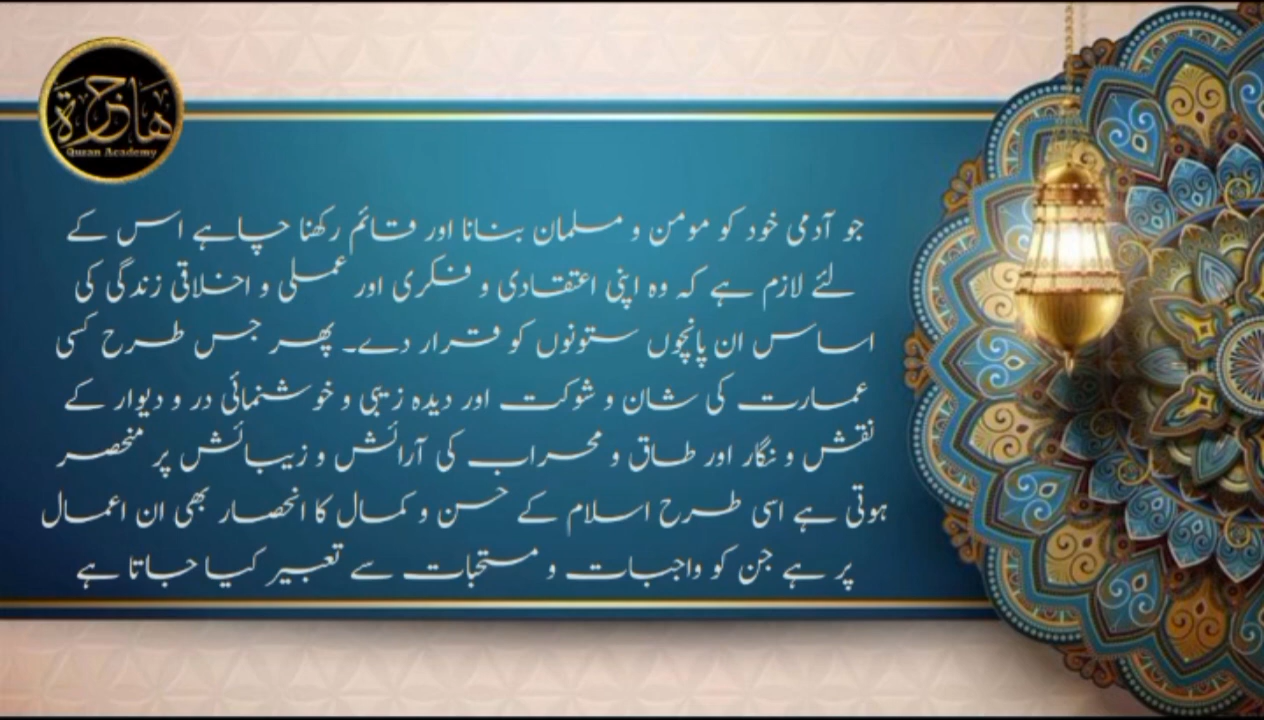 هاجرة
Quran Academy
جو آدمی خود کو مومن و مسلمان بنانا اور قائم رکھنا چاہے اس کے
لئے لازم ہے کہ وہ اپنی اعتقادی و فکری اور عملی و اخلاقی زندگی کی
اساس ان پانچوں ستونوں کو قرار دے۔ پھر جس طرح کسی
عمارت کی شان و شوکت اور دیدہ زیبی و خوشنمائی در و دیوار کے
نقش و نگار اور طاق و محراب کی آرائش و زیبائش پر منحصر
ہوتی ہے اسی طرح اسلام کے حسن و کمال کا انحصار بھی ان اعمال
پر ہے جن کو واجبات و مستحبات سے تعبیر کیا جاتا ہے